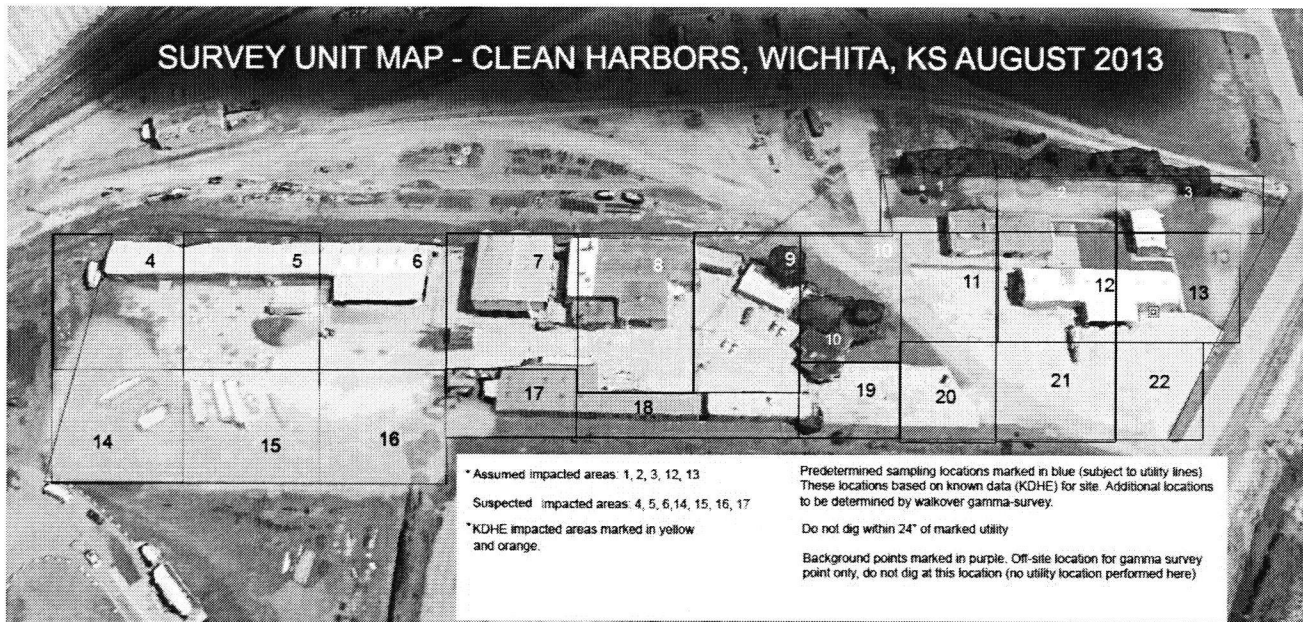 SURVEY UNIT MAP - CLEAN HARBORS, WICHITA, KS AUGUST 2013
1
2
3
4
5
6
7
8
9
10
11
12
13
10
14
15
16
17
18
19
20
21
22
* Assumed impacted areas: 1, 2, 3, 12, 13
Suspected impacted areas: 4, 5, 6,14, 15, 16, 17
*KDHE impacted areas marked in yellow
and orange.
Predetermined sampling locations marked in blue (subject to utility lines)
These locations based on known data (KDHE) for site. Additional locations
to be determined by walkover gamma-survey.
Do not dig within 24" of marked utility
Background points marked in purple. Off-site location for gamma survey
point only, do not dig at this location (no utility location performed here)